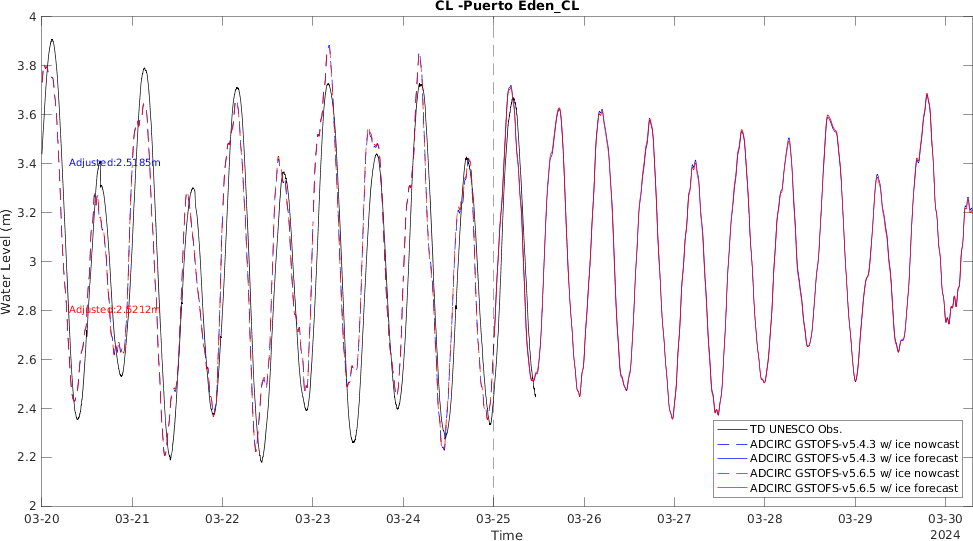 CL -Puerto Eden_CL
4
3.8
3.6
3.4
3.2
3
2.8
2.6
2.4
2.2
2
Water Level (m)
Adjusted:2.5185m
Adjusted:2.5212m
TD UNESCO Obs.
ADCIRC GSTOFS-v5.4.3 w/ ice nowcast
ADCIRC GSTOFS-v5.4.3 w/ ice forecast
ADCIRC GSTOFS-v5.6.5 w/ ice nowcast
ADCIRC GSTOFS-v5.6.5 w/ ice forecast
03-20 03-21 03-22 03-23 03-24 03-25 03-26 03-27 03-28 03-29 03-30
2024
Time